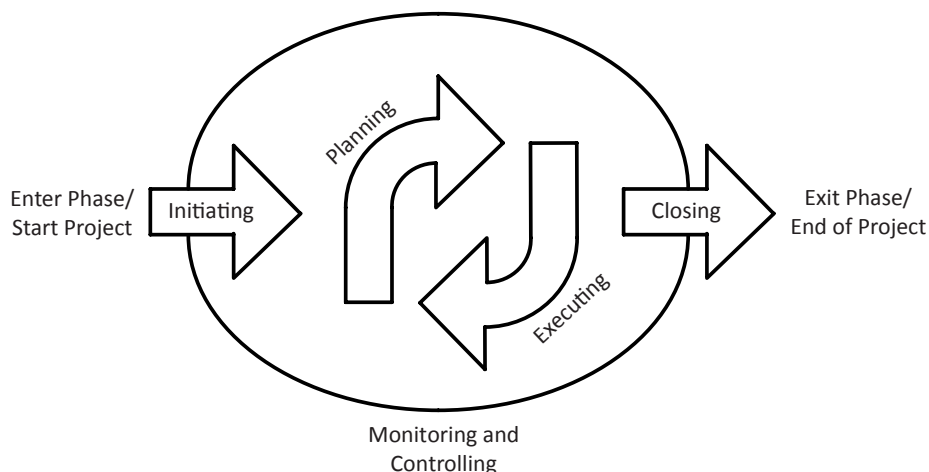 Planning
Enter Phase/
Start Project
Initiating
Closing
Exit Phase/
End of Project
Executing
Monitoring and
Controlling